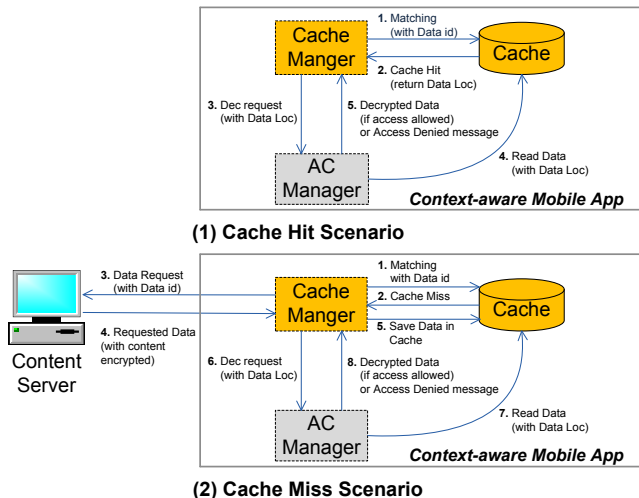 1. Matching
(with Data id)
Cache
Manger
Cache
2. Cache Hit
(return Data Loc)
3. Dec request
(with Data Loc)
5. Decrypted Data
(if access allowed)
or Access Denied message
4. Read Data
(with Data Loc)
AC
Manager
Context-aware Mobile App
(1) Cache Hit Scenario
3. Data Request
(with Data id)
1. Matching
with Data id
Cache
Manger
2. Cache Miss
Cache
4. Requested Data
(with content
encrypted)
5. Save Data in
Cache
Content
Server
6. Dec request
(with Data Loc)
8. Decrypted Data
(if access allowed)
or Access Denied message
7. Read Data
(with Data Loc)
AC
Manager
Context-aware Mobile App
(2) Cache Miss Scenario